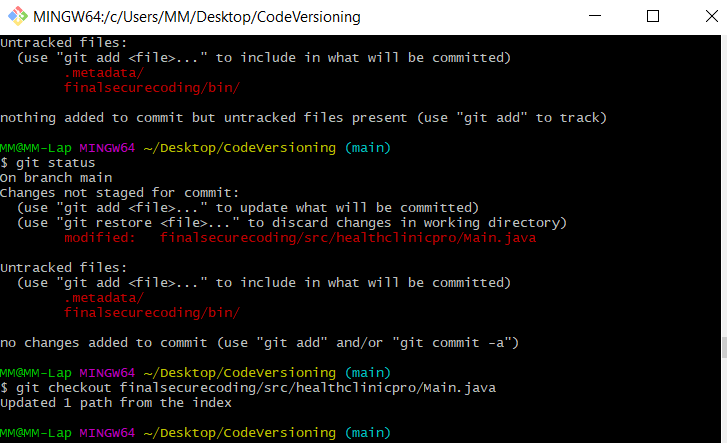 MINGW64:/c/Users/MM/Desktop/CodeVersioning
Untracked files:
  (use "git add <file>..." to include in what will be committed)
        .metadata/
        finalsecurecoding/bin/

nothing added to commit but untracked files present (use "git add" to track)

MM@MM-Lap MINGW64 ~/Desktop/CodeVersioning (main)
$ git status
On branch main
Changes not staged for commit:
  (use "git add <file>..." to update what will be committed)
  (use "git restore <file>..." to discard changes in working directory)
        modified:   finalsecurecoding/src/healthclinicpro/Main.java

Untracked files:
  (use "git add <file>..." to include in what will be committed)
        .metadata/
        finalsecurecoding/bin/

no changes added to commit (use "git add" and/or "git commit -a")

MM@MM-Lap MINGW64 ~/Desktop/CodeVersioning (main)
$ git checkout finalsecurecoding/src/healthclinicpro/Main.java
Updated 1 path from the index

MM@MM-Lap MINGW64 ~/Desktop/CodeVersioning (main)